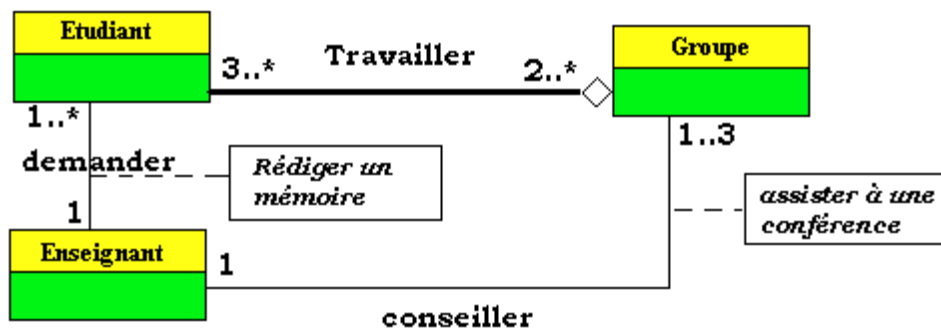 Etudiant
Travailler
Groupe
3..*
2..*
1..*
1..3
demander
Rédiger un
mémoire
assister à une
conférence
1
Enseignant
1
conseiller